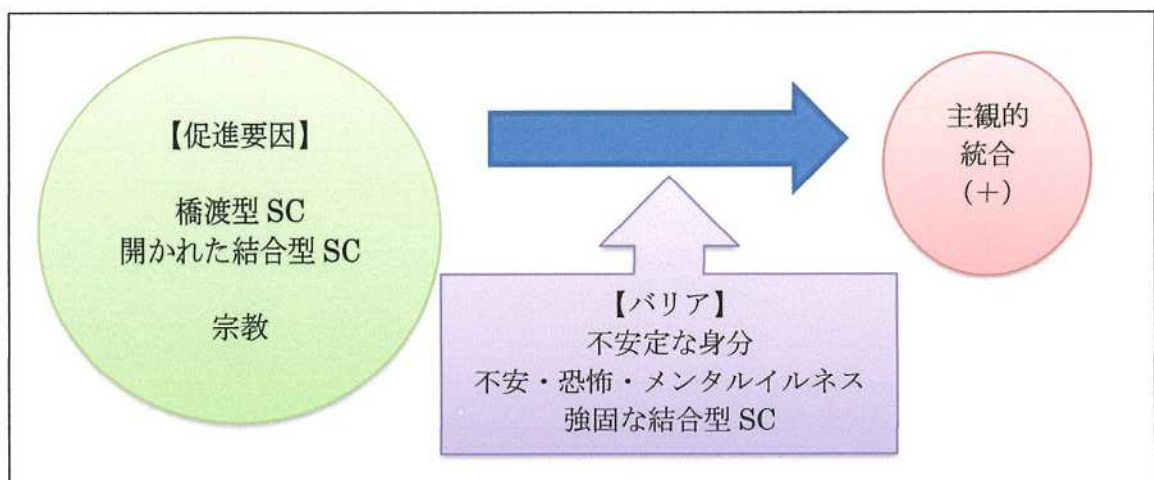 【促進要因】
橋渡型 SC
開かれた結合型 SC
宗教
【バリア】
不安定な身分
不安・恐怖・メンタルイルネス
強固な結合型 SC
主観的
統合
(+)